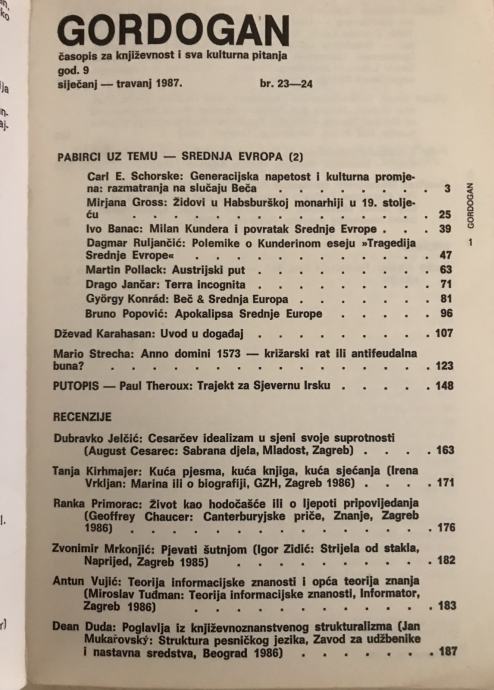 GORDOGAN
časopis za književnost i sva kulturna pitanja
god. 9
siječanj — travanj 1987. br. 23—24
PABIRCI UZ TEMU — SREDNJA EVROPA (2)
Carl E. Schorske: Generacijska napetost i kulturna promje-
na: razmatranja na slučaju Beča . . . . . . . 3
Mirjana Gross: Židovi u Habsburškoj monarhiji u 19. stolje-
ću . . . . . . . . . . . . 25
Ivo Banac: Milan Kundera i povratak Srednje Evrope . . . 39
Dagmar Ruljančić: Polemike o Kunderinom eseju »Tragedija
Srednje Evrope« . . . . . . . . . . 47
Martin Pollack: Austrijski put . . . . . . . . 63
Drago Jančar: Terra incognita . . . . . . . . 71
György Konrád: Beč & Srednja Europa . . . . . . 81
Bruno Popović: Apokalipsa Srednje Europe . . . . . 96
Dževad Karahasan: Uvod u događaj . . . . . . . . 107
Mario Strecha: Anno domini 1573 — križarski rat ili antifeudalna
buna? . . . . . . . . . . . . . 123
PUTOPIS — Paul Theroux: Trajekt za Sjevernu Irsku . . . . . 148
RECENZIJE
Dubravko Jelčić: Cesarčev idealizam u sjeni svoje suprotnosti
(August Cesarec: Sabrana djela, Mladost, Zagreb) . . . . 163
Tanja Kirhmajer: Kuća pjesma, kuća knjiga, kuća sjećanja (Irena
Vrkljan: Marina ili o biografiji, GZH, Zagreb 1986) . . . . 171
Ranka Primorac: Život kao hodočašće ili o ljepoti pripovijedanja
(Geoffrey Chaucer: Canterburyjske priče, Znanje, Zagreb
1986) . . . . . . . . . . . . 176
Zvonimir Mrkonjić: Pjevati šutnjom (Igor Zidić: Strijela od stakla,
Naprijed, Zagreb 1985) . . . . . . . . 182
Antun Vujić: Teorija informacijske znanosti i opća teorija znanja
(Miroslav Tuđman: Teorija informacijske znanosti, Informator,
Zagreb 1986) . . . . . . . . . . 183
Dean Duda: Poglavlja iz književnoznanstvenog strukturalizma (Jan
Mukařovský: Struktura pesničkog jezika, Zavod za udžbenike
i nastavna sredstva, Beograd 1986) . . . . . . 187
GORDOGAN
1